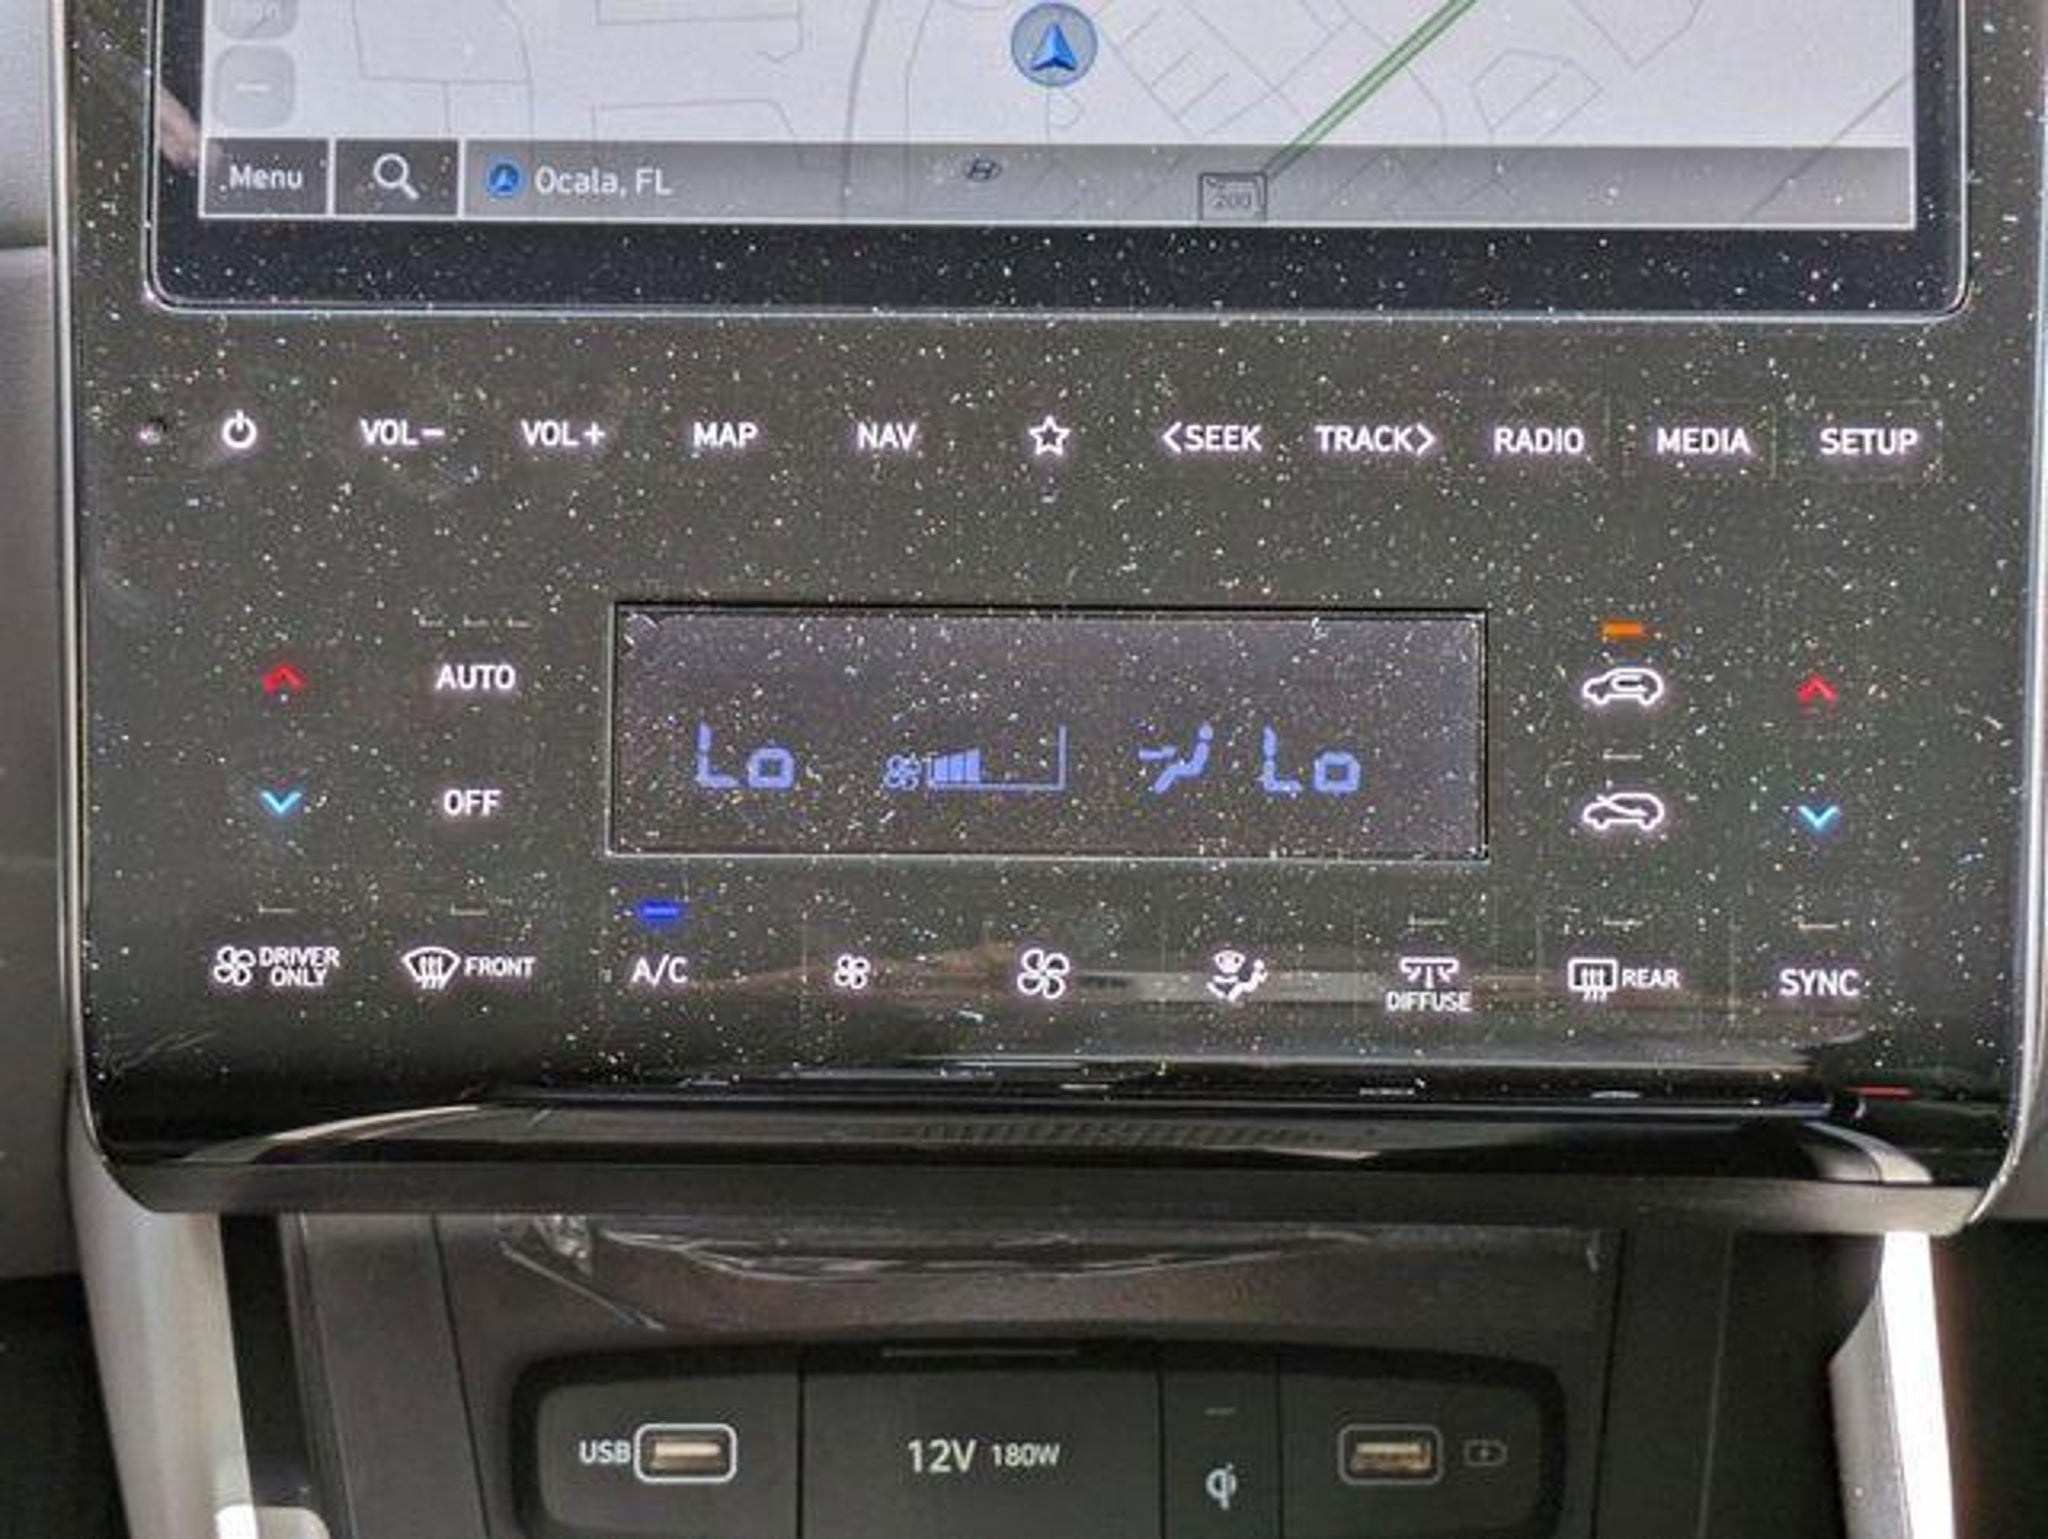 Menu
Ocala, FL
200
VOL− VOL+ MAP NAV <SEEK TRACK> RADIO MEDIA SETUP
AUTO
Lo Lo
OFF
DRIVER ONLY FRONT A/C DIFFUSE REAR SYNC
USB 12V 180W